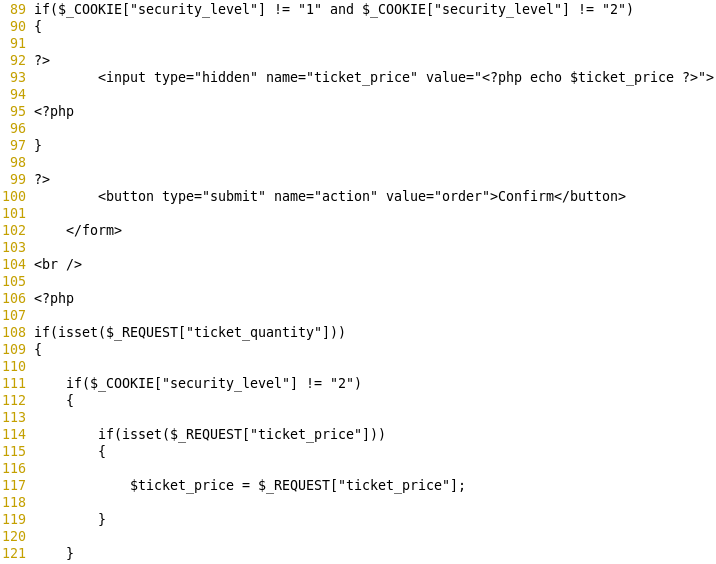 89 if($_COOKIE["security_level"] != "1" and $_COOKIE["security_level"] != "2")
90 {
91
92 ?>
93         <input type="hidden" name="ticket_price" value="<?php echo $ticket_price ?>">
94
95 <?php
96
97 }
98
99 ?>
100         <button type="submit" name="action" value="order">Confirm</button>
101
102     </form>
103
104 <br />
105
106 <?php
107
108 if(isset($_REQUEST["ticket_quantity"]))
109 {
110
111     if($_COOKIE["security_level"] != "2")
112     {
113
114         if(isset($_REQUEST["ticket_price"]))
115         {
116
117             $ticket_price = $_REQUEST["ticket_price"];
118
119         }
120
121     }